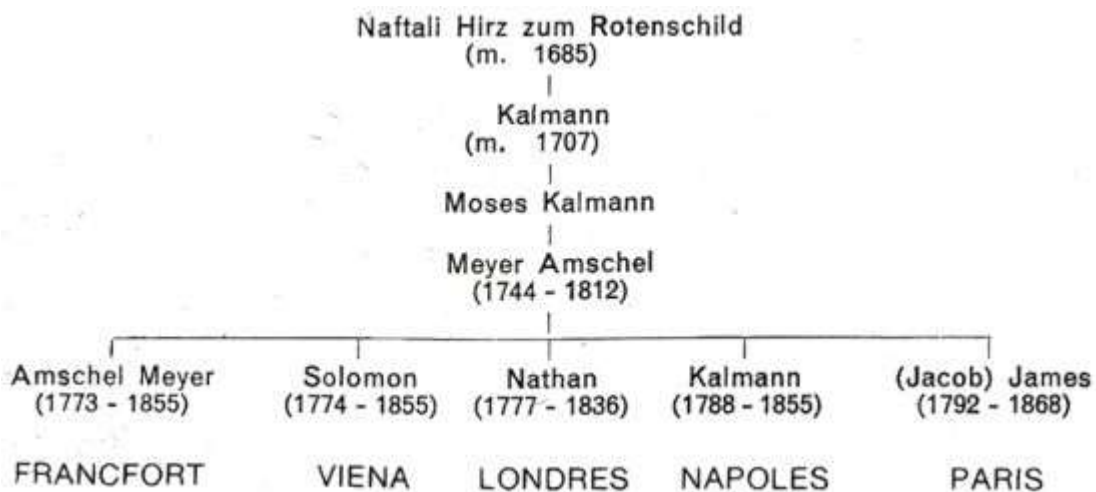 Naftali Hirz zum Rotenschild
(m. 1685)
Kalmann
(m. 1707)
Moses Kalmann
Meyer Amschel
(1744 - 1812)
Amschel Meyer Solomon Nathan Kalmann (Jacob) James
(1773 - 1855) (1774 - 1855) (1777 - 1836) (1788 - 1855) (1792 - 1868)
FRANCFORT VIENA LONDRES NAPOLES PARIS